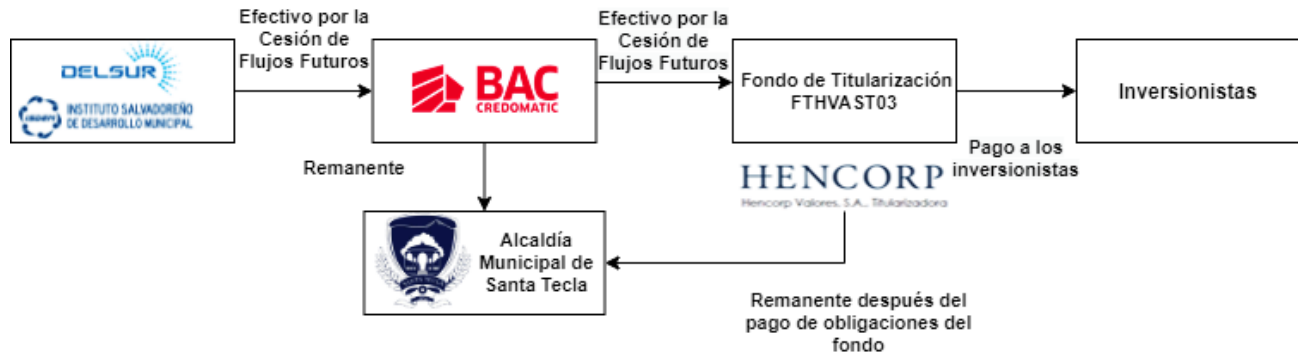 Efectivo por la
Cesión de
Flujos Futuros
Efectivo por la
Cesión de
Flujos Futuros
DELSUR
INSTITUTO SALVADOREÑO
DE DESARROLLO MUNICIPAL
BAC
CREDOMATIC
Fondo de Titularización
FTHVAST03
Inversionistas
Remanente
Pago a los
inversionistas
HENCORP
Hencorp Valores, S.A., Titularizadora
Alcaldía
Municipal de
Santa Tecla
Remanente después del
pago de obligaciones del
fondo